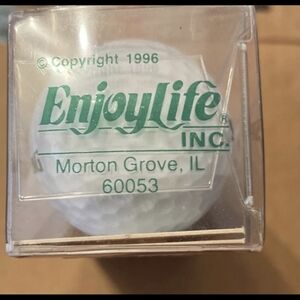 © Copyright 1996
EnjoyLife®
INC.
Morton Grove, IL
60053